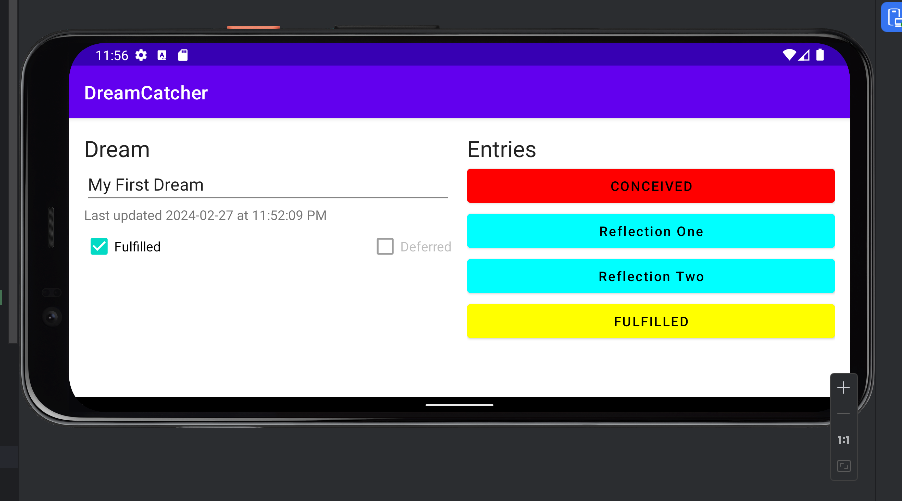 11:56
DreamCatcher
Dream
My First Dream
Last updated 2024-02-27 at 11:52:09 PM
Fulfilled
Deferred
Entries
CONCEIVED
Reflection One
Reflection Two
FULFILLED
1:1